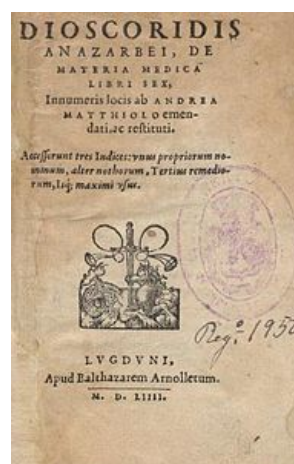 DIOSCORIDIS
ANAZARBEI, DE
MATERIA MEDICA
LIBRI SEX,
Innumeris locis ab ANDREA
MATTHIOLO emen-
dati, ac restituti.
Accesserunt tres Indices: vnus propriorum no-
minum, alter nothorum, Tertius remedio-
rum, Iíq; maximi vsus.
Reg.º 1950
LVGDVNI,
Apud Balthazarem Arnolletum.
M. D. LIIII.